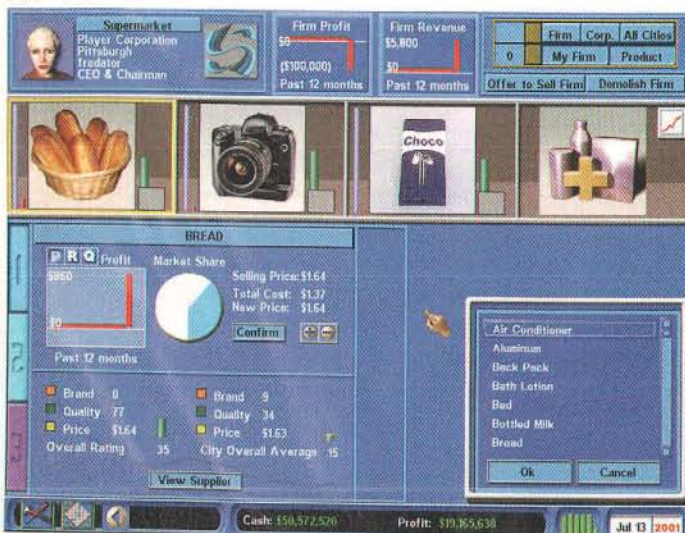 Supermarket
Player Corporation
Pittsburgh
fredator
CEO & Chairman
Firm Profit
$0
($100,000)
Past 12 months
Firm Revenue
$5,800
$0
Past 12 months
Firm Corp. All Cities
0 My Firm Product
Offer to Sell Firm Demolish Firm
Choco
BREAD
P R Q Profit
$860
$0
Past 12 months
Market Share
Selling Price: $1.64
Total Cost: $1.37
New Price: $1.64
Confirm
Brand 0
Quality 77
Price $1.64
Overall Rating 35
Brand 9
Quality 34
Price $1.63
City Overall Average 15
View Supplier
Air Conditioner
Aluminum
Back Pack
Bath Lotion
Bed
Bottled Milk
Bread
Ok Cancel
Cash: $50,572,520
Profit: $19,165,638
Jul 13 2001